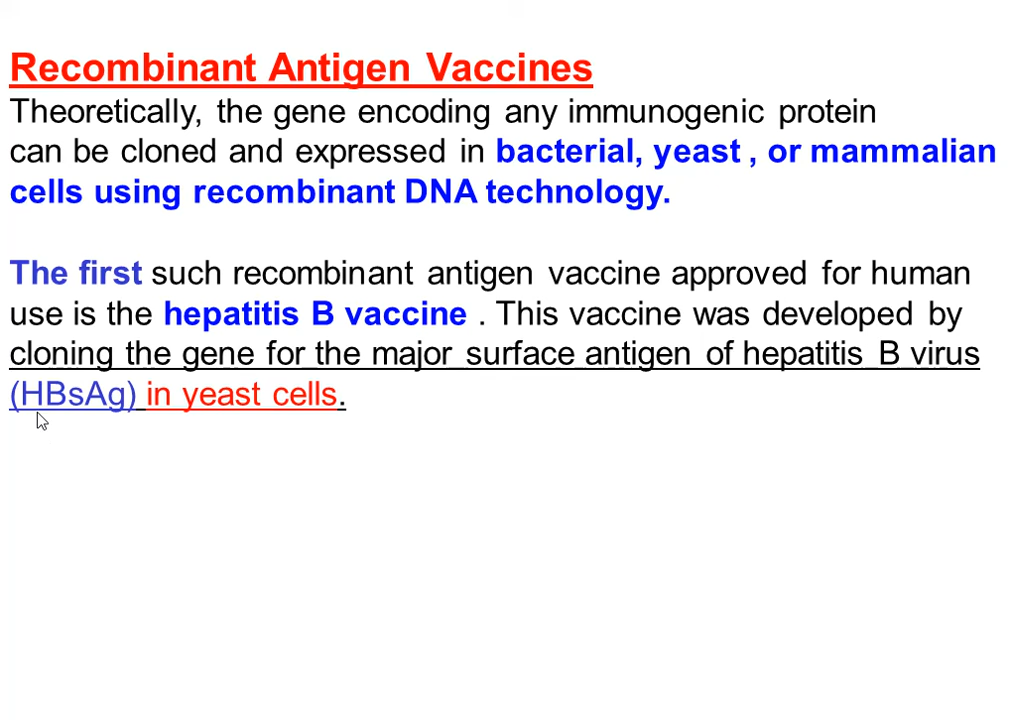 Recombinant Antigen Vaccines
Theoretically, the gene encoding any immunogenic protein
can be cloned and expressed in bacterial, yeast , or mammalian
cells using recombinant DNA technology.
The first such recombinant antigen vaccine approved for human
use is the hepatitis B vaccine . This vaccine was developed by
cloning the gene for the major surface antigen of hepatitis B virus
(HBsAg) in yeast cells.